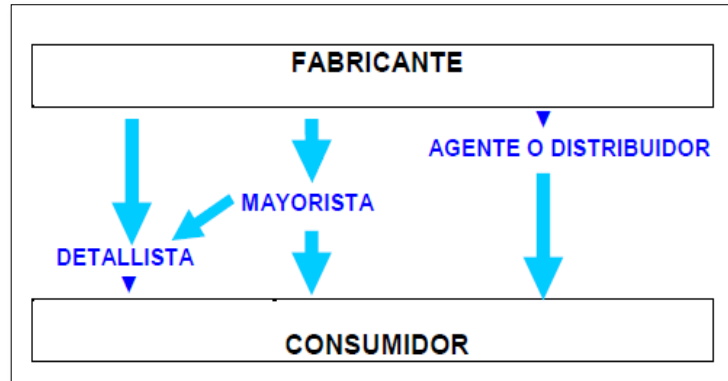 FABRICANTE
AGENTE O DISTRIBUIDOR
MAYORISTA
DETALLISTA
CONSUMIDOR